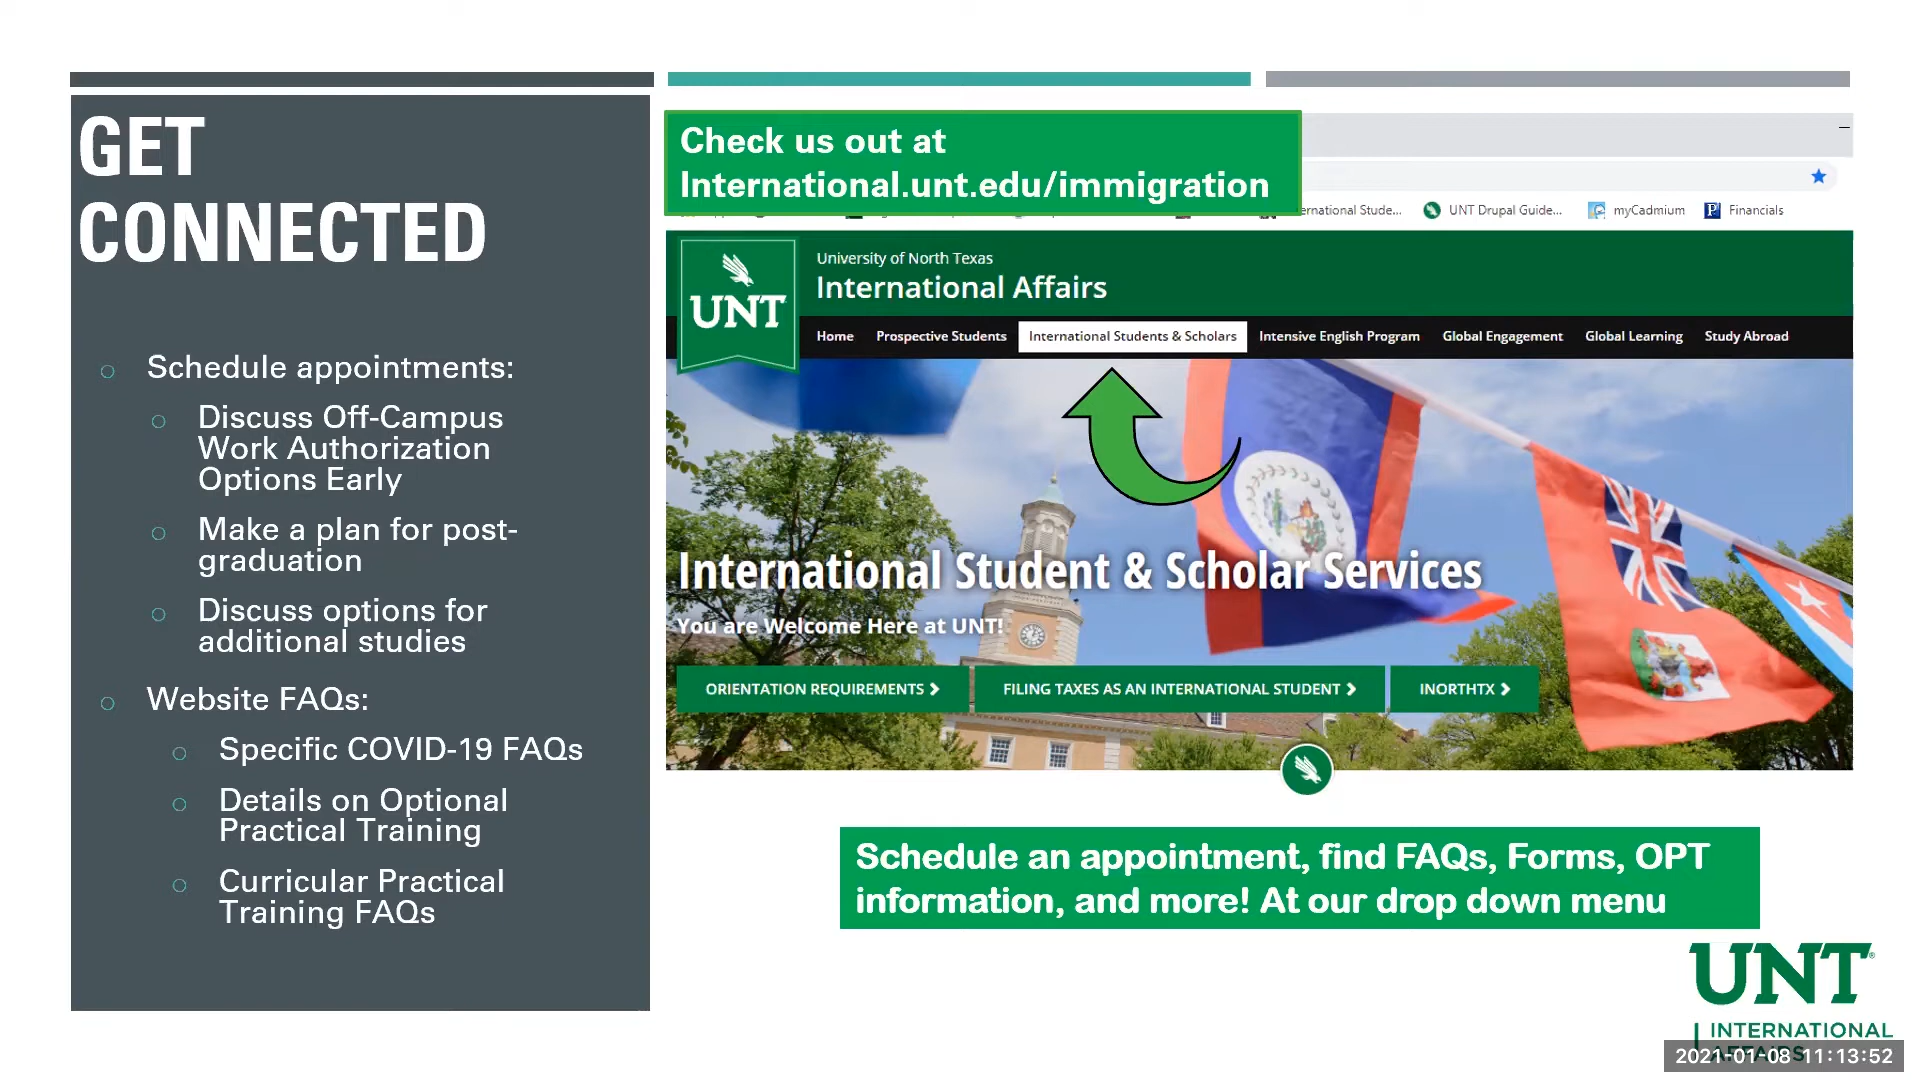 GET
CONNECTED
Schedule appointments:
Discuss Off-Campus
Work Authorization
Options Early
Make a plan for post-
graduation
Discuss options for
additional studies
Website FAQs:
Specific COVID-19 FAQs
Details on Optional
Practical Training
Curricular Practical
Training FAQs
Check us out at
International.unt.edu/immigration
ernational Stude... UNT Drupal Guide... myCadmium Financials
UNT
University of North Texas
International Affairs
Home Prospective Students International Students & Scholars Intensive English Program Global Engagement Global Learning Study Abroad
International Student & Scholar Services
You are Welcome Here at UNT!
ORIENTATION REQUIREMENTS FILING TAXES AS AN INTERNATIONAL STUDENT INORTHTX
Schedule an appointment, find FAQs, Forms, OPT
information, and more! At our drop down menu
UNT
INTERNATIONAL
2021-01-08 11:13:52